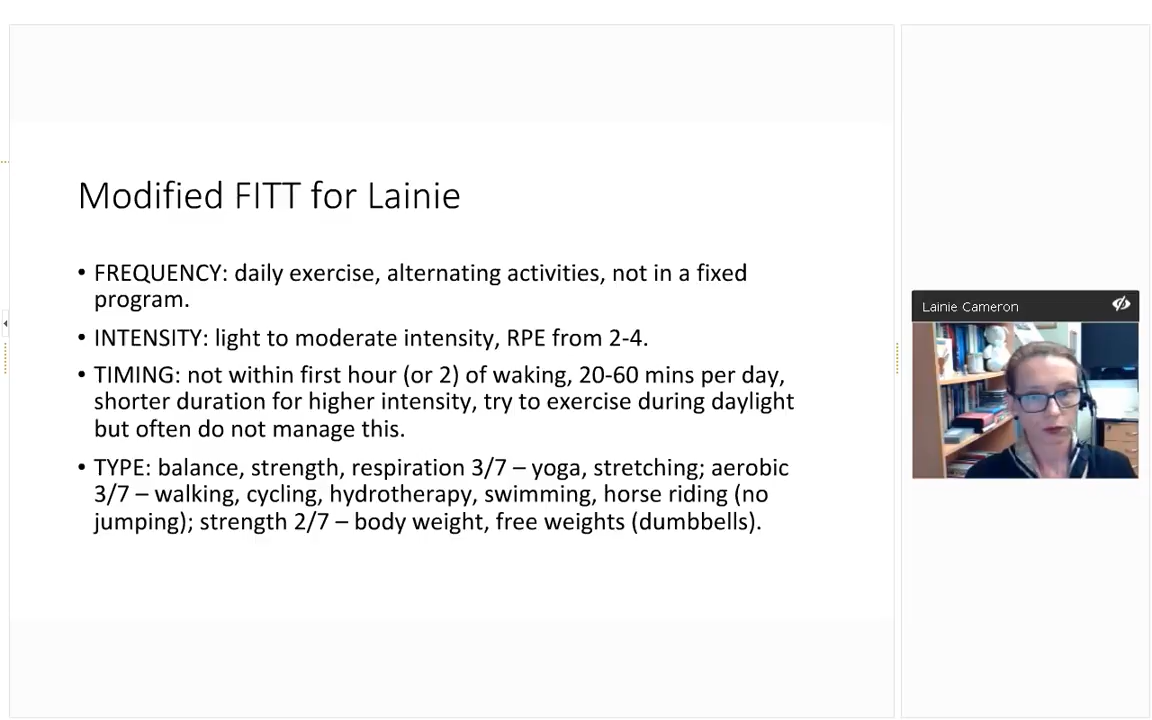 Modified FITT for Lainie
• FREQUENCY: daily exercise, alternating activities, not in a fixed
program.
• INTENSITY: light to moderate intensity, RPE from 2-4.
• TIMING: not within first hour (or 2) of waking, 20-60 mins per day,
shorter duration for higher intensity, try to exercise during daylight
but often do not manage this.
• TYPE: balance, strength, respiration 3/7 – yoga, stretching; aerobic
3/7 – walking, cycling, hydrotherapy, swimming, horse riding (no
jumping); strength 2/7 – body weight, free weights (dumbbells).
Lainie Cameron